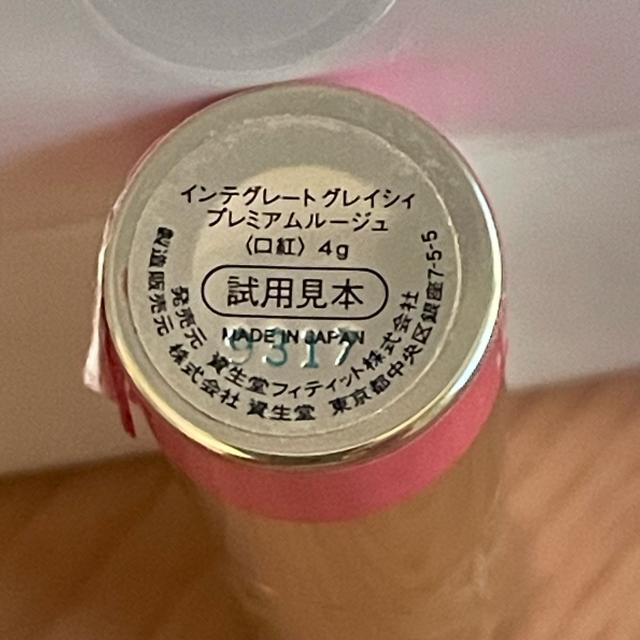 インテグレート グレイシィ
プレミアムルージュ
〈口紅〉 4g
試用見本
MADE IN JAPAN
9317
発売元 資生堂フィティット株式会社
製造販売元 株式会社 資生堂 東京都中央区銀座7-5-5